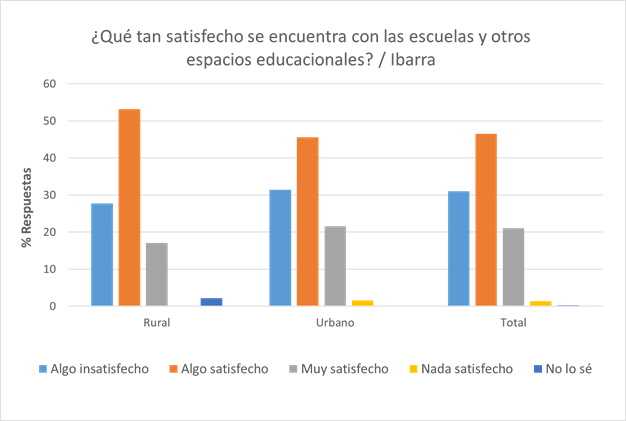 ¿Qué tan satisfecho se encuentra con las escuelas y otros
espacios educacionales? / Ibarra
60
50
40
30
20
10
0
% Respuestas
Rural Urbano Total
Algo insatisfecho Algo satisfecho Muy satisfecho Nada satisfecho No lo sé